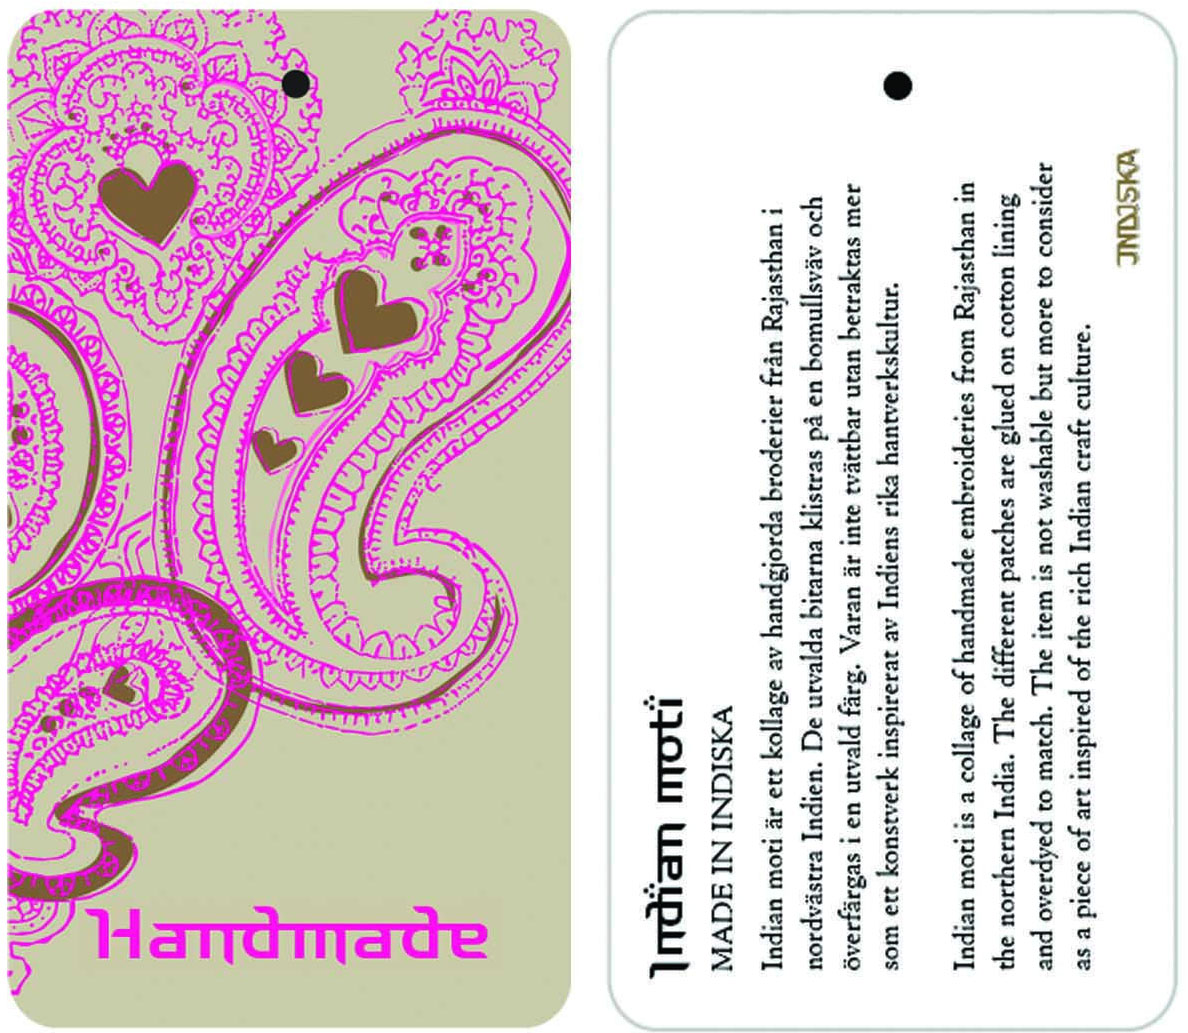 Handmade
Indian moti
MADE IN INDISKA
Indian moti är ett kollage av handgjorda broderier från Rajasthan i
nordvästra Indien. De utvalda bitarna klistras på en bomullsväv och
överfärgas i en utvald färg. Varan är inte tvättbar utan betraktas mer
som ett konstverk inspirerat av Indiens rika hantverkskultur.
Indian moti is a collage of handmade embroideries from Rajasthan in
the northern India. The different patches are glued on cotton lining
and overdyed to match. The item is not washable but more to consider
as a piece of art inspired of the rich Indian craft culture.
INDISKA